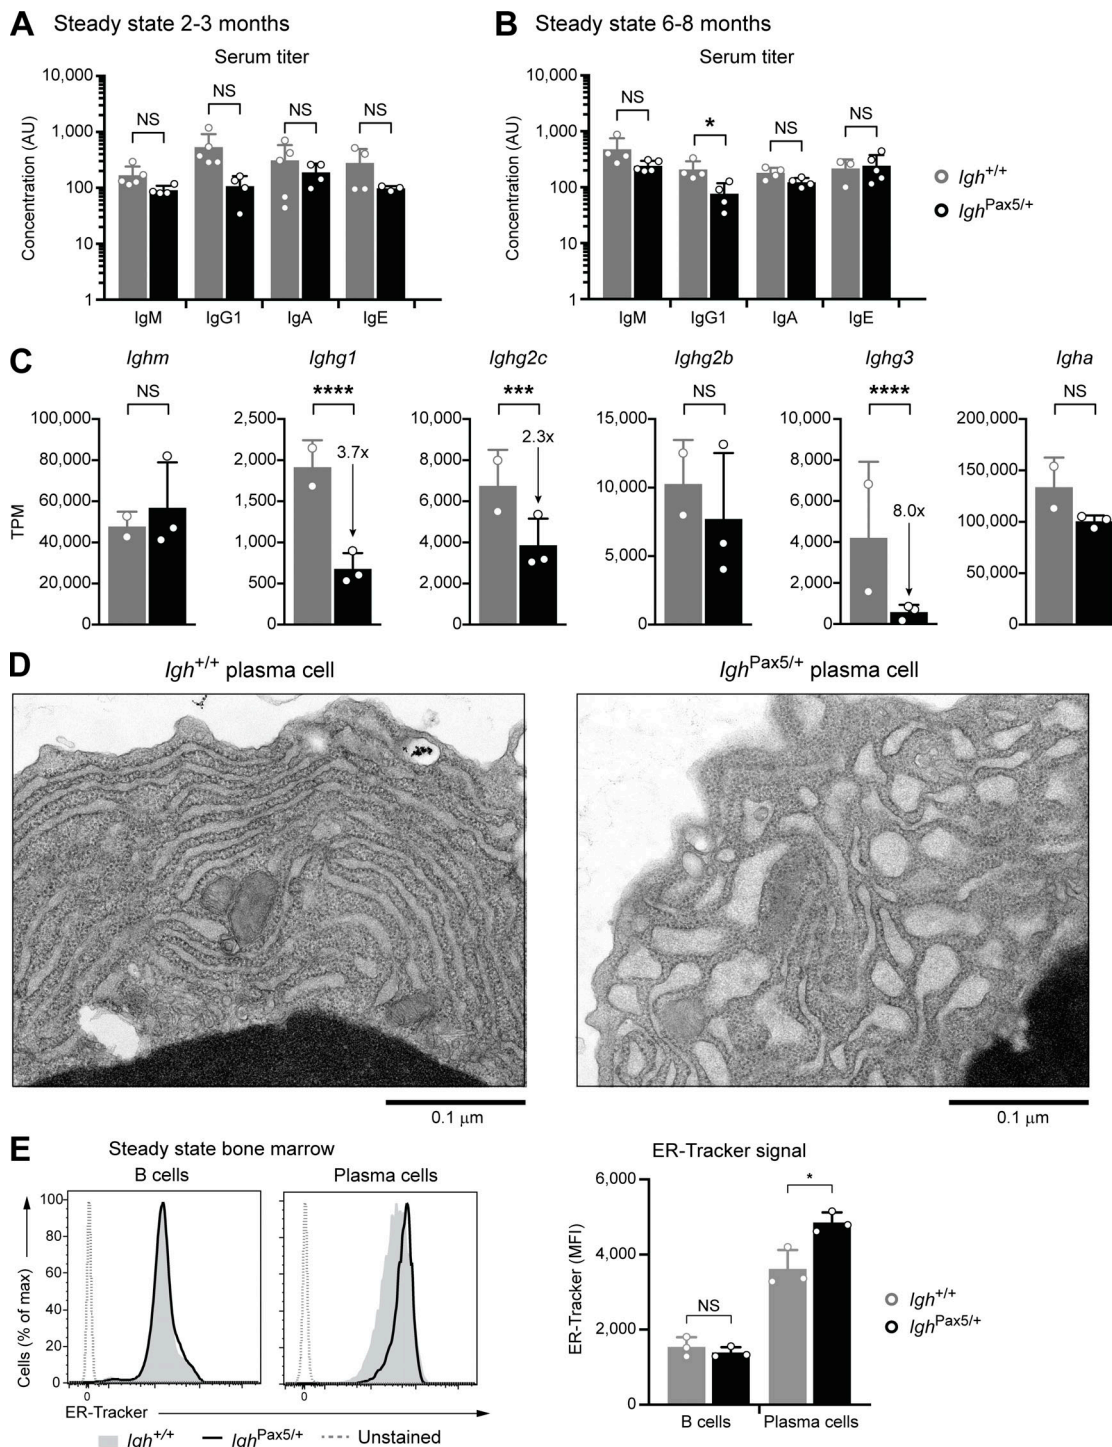 A Steady state 2-3 months
Serum titer
Concentration (AU)
10,000
1,000
100
10
1
NS
NS
NS
NS
IgM
IgG1
IgA
IgE
B Steady state 6-8 months
Serum titer
Concentration (AU)
10,000
1,000
100
10
1
NS
*
NS
NS
IgM
IgG1
IgA
IgE
Igh+/+
IghPax5/+
C
TPM
Ighm
NS
100,000
80,000
60,000
40,000
20,000
0
Ighg1
****
3.7x
2,500
2,000
1,500
1,000
500
0
Ighg2c
***
2.3x
10,000
8,000
6,000
4,000
2,000
0
Ighg2b
NS
15,000
10,000
5,000
0
Ighg3
****
8.0x
10,000
8,000
6,000
4,000
2,000
0
Igha
NS
200,000
150,000
100,000
50,000
0
D
Igh+/+ plasma cell
IghPax5/+ plasma cell
0.1 μm
0.1 μm
E
Steady state bone marrow
B cells
Plasma cells
Cells (% of max)
100
80
60
40
20
0
0
0
ER-Tracker
Igh+/+
IghPax5/+
Unstained
ER-Tracker signal
ER-Tracker (MFI)
6,000
4,000
2,000
0
NS
*
B cells
Plasma cells
Igh+/+
IghPax5/+